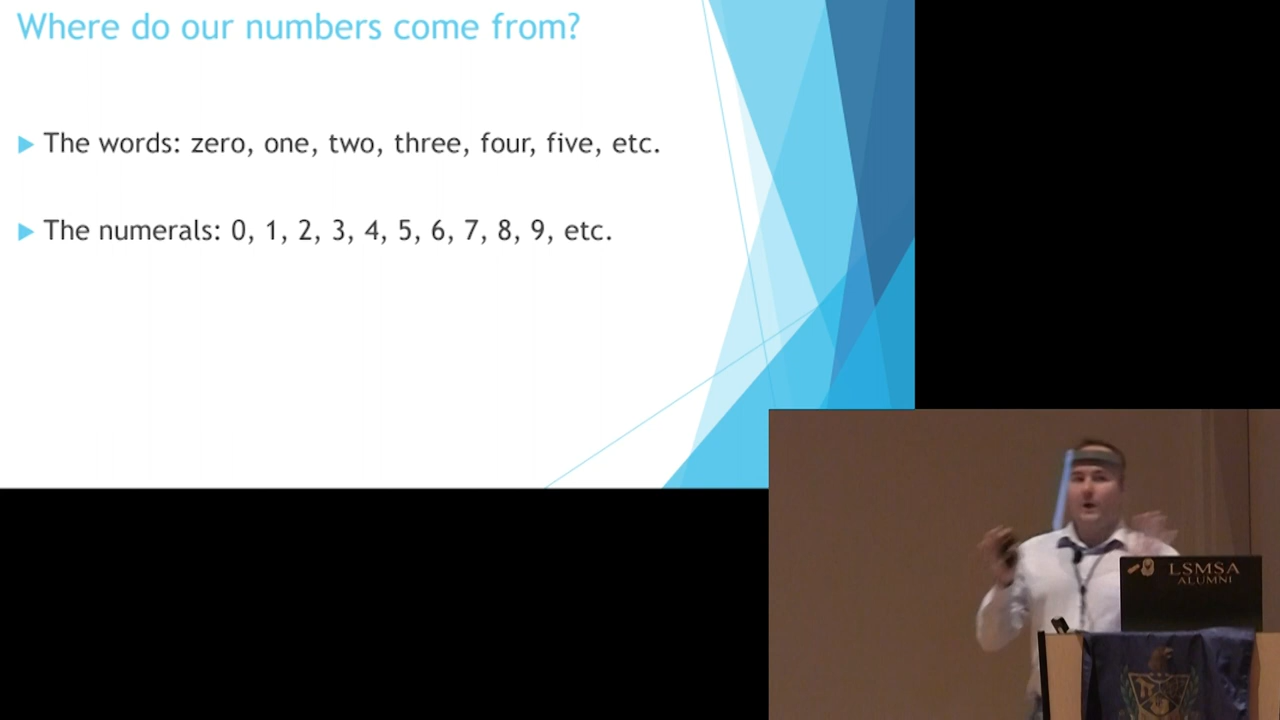 Where do our numbers come from?
The words: zero, one, two, three, four, five, etc.
The numerals: 0, 1, 2, 3, 4, 5, 6, 7, 8, 9, etc.
LSMSA
ALUMNI